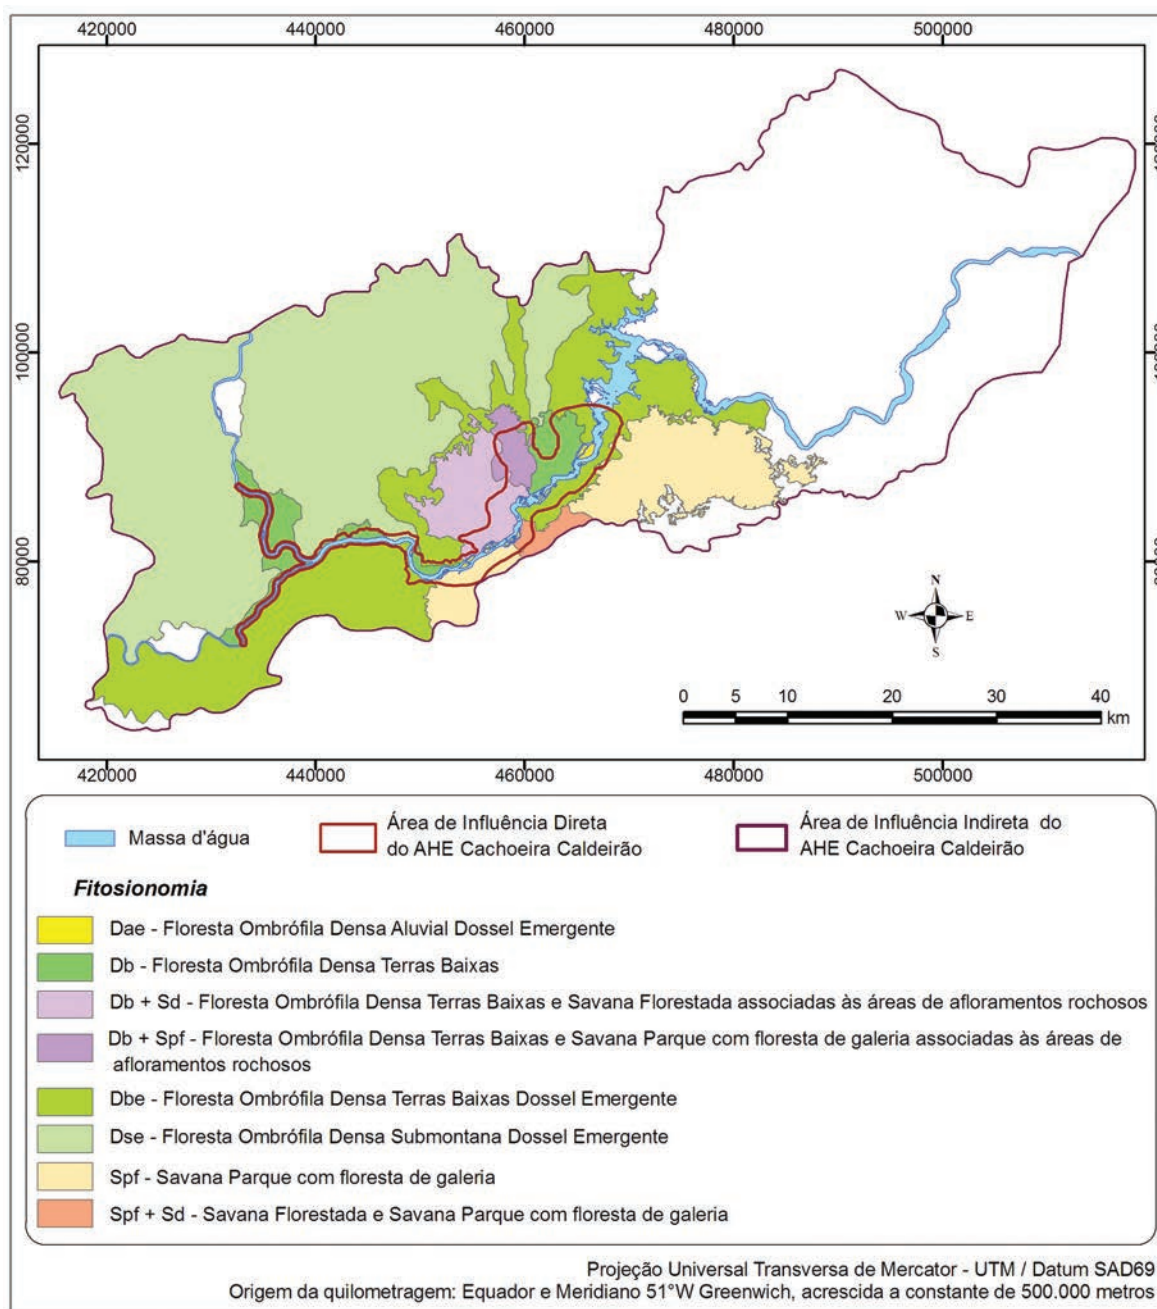 420000 440000 460000 480000 500000
120000
100000
80000
N
W E
S
0 5 10 20 30 40
km
420000 440000 460000 480000 500000
Massa d'água
Área de Influência Direta
do AHE Cachoeira Caldeirão
Área de Influência Indireta do
AHE Cachoeira Caldeirão
Fitosionomia
Dae - Floresta Ombrófila Densa Aluvial Dossel Emergente
Db - Floresta Ombrófila Densa Terras Baixas
Db + Sd - Floresta Ombrófila Densa Terras Baixas e Savana Florestada associadas às áreas de afloramentos rochosos
Db + Spf - Floresta Ombrófila Densa Terras Baixas e Savana Parque com floresta de galeria associadas às áreas de
afloramentos rochosos
Dbe - Floresta Ombrófila Densa Terras Baixas Dossel Emergente
Dse - Floresta Ombrófila Densa Submontana Dossel Emergente
Spf - Savana Parque com floresta de galeria
Spf + Sd - Savana Florestada e Savana Parque com floresta de galeria
Projeção Universal Transversa de Mercator - UTM / Datum SAD69
Origem da quilometragem: Equador e Meridiano 51°W Greenwich, acrescida a constante de 500.000 metros